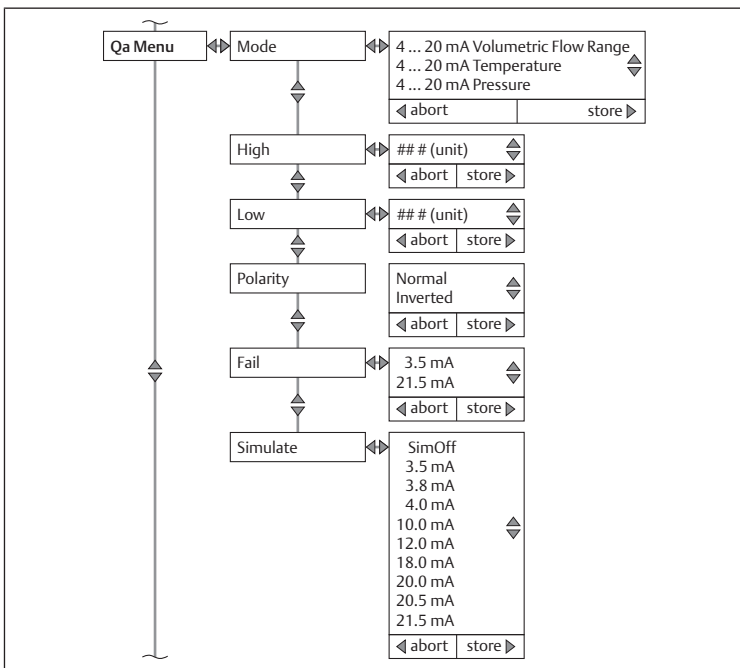 Qa Menu
Mode
4 ... 20 mA Volumetric Flow Range
4 ... 20 mA Temperature
4 ... 20 mA Pressure
abort store
High
## # (unit)
abort store
Low
## # (unit)
abort store
Polarity
Normal
Inverted
abort store
Fail
3.5 mA
21.5 mA
abort store
Simulate
SimOff
3.5 mA
3.8 mA
4.0 mA
10.0 mA
12.0 mA
18.0 mA
20.0 mA
20.5 mA
21.5 mA
abort store